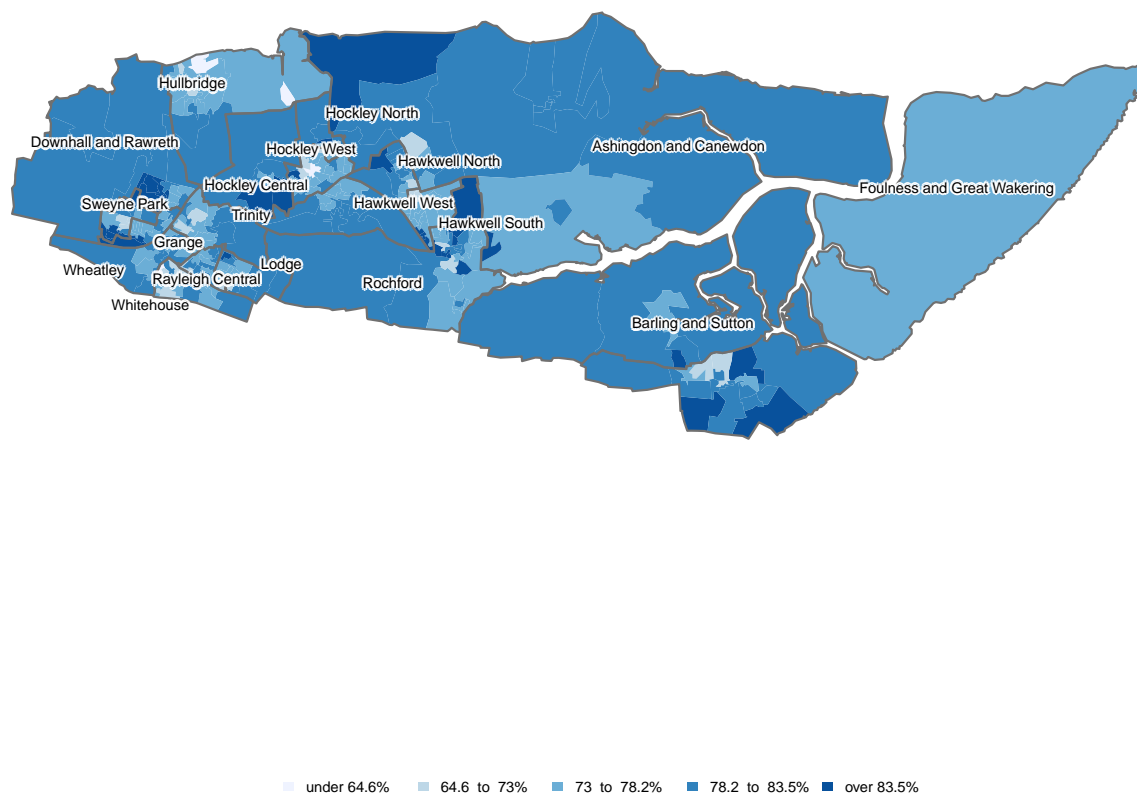 Hullbridge
Hockley North
Downhall and Rawreth
Hockley West
Ashingdon and Canewdon
Hawkwell North
Hockley Central
Foulness and Great Wakering
Sweyne Park
Hawkwell West
Trinity
Hawkwell South
Grange
Lodge
Wheatley
Rayleigh Central
Rochford
Whitehouse
Barling and Sutton
under 64.6% 64.6 to 73% 73 to 78.2% 78.2 to 83.5% over 83.5%